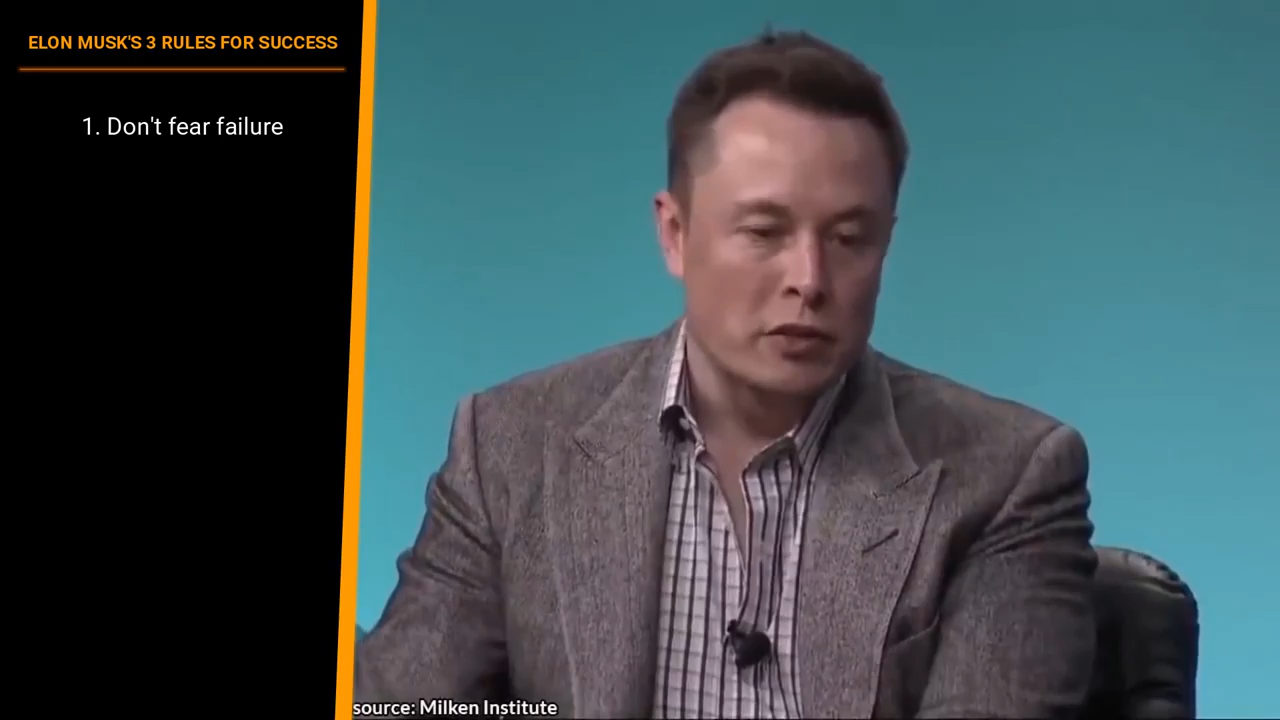 ELON MUSK'S 3 RULES FOR SUCCESS
1. Don't fear failure
source: Milken Institute